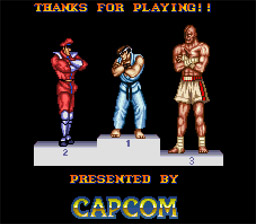 THANKS FOR PLAYING!!
2
1
3
PRESENTED BY
CAPCOM